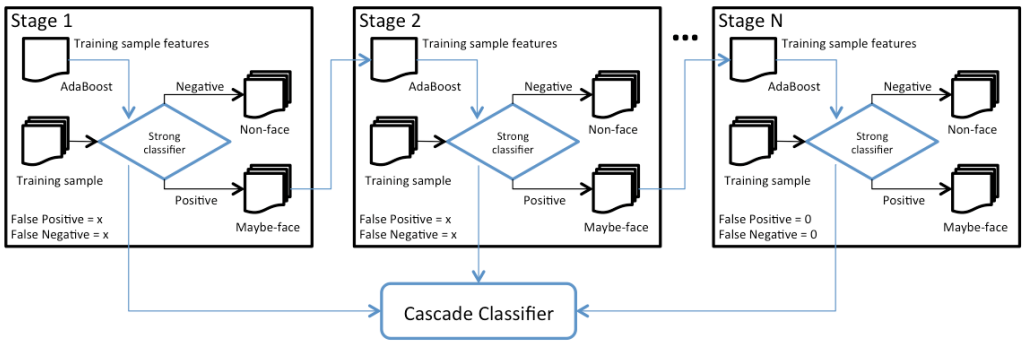 Stage 1
Training sample features
AdaBoost
Negative
Non-face
Strong
classifier
Training sample
Positive
Maybe-face
False Positive = x
False Negative = x
Stage 2
Training sample features
AdaBoost
Negative
Non-face
Strong
classifier
Training sample
Positive
Maybe-face
False Positive = x
False Negative = x
...
Stage N
Training sample features
AdaBoost
Negative
Non-face
Strong
classifier
Training sample
Positive
Maybe-face
False Positive = 0
False Negative = 0
Cascade Classifier